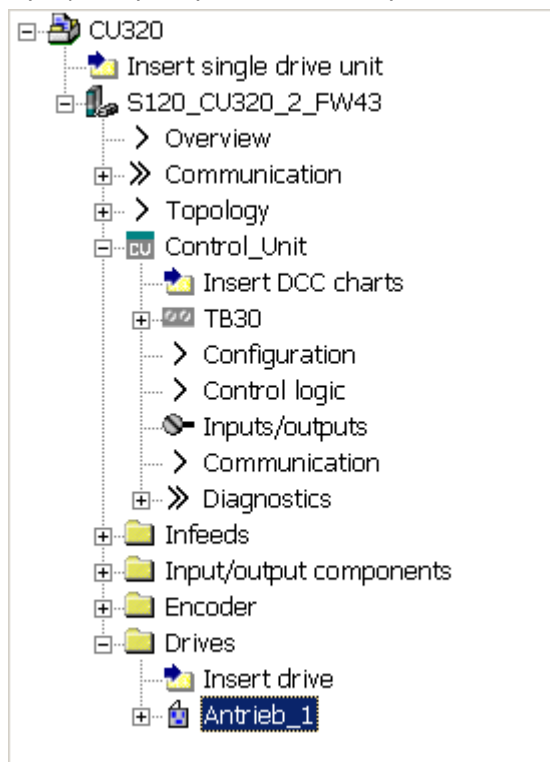 CU320
Insert single drive unit
S120_CU320_2_FW43
Overview
Communication
Topology
CU Control_Unit
Insert DCC charts
TB30
Configuration
Control logic
Inputs/outputs
Communication
Diagnostics
Infeeds
Input/output components
Encoder
Drives
Insert drive
Antrieb_1